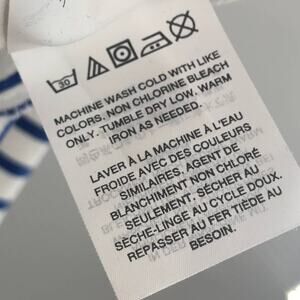 30
MACHINE WASH COLD WITH LIKE
COLORS. NON CHLORINE BLEACH
ONLY. TUMBLE DRY LOW. WARM
IRON AS NEEDED.
LAVER À LA MACHINE À L'EAU
FROIDE AVEC DES COULEURS
SIMILAIRES, AGENT DE
BLANCHIMENT NON CHLORÉ
SEULEMENT. SÉCHER AU
SÈCHE-LINGE AU CYCLE DOUX.
REPASSER AU FER TIÈDE AU
BESOIN.